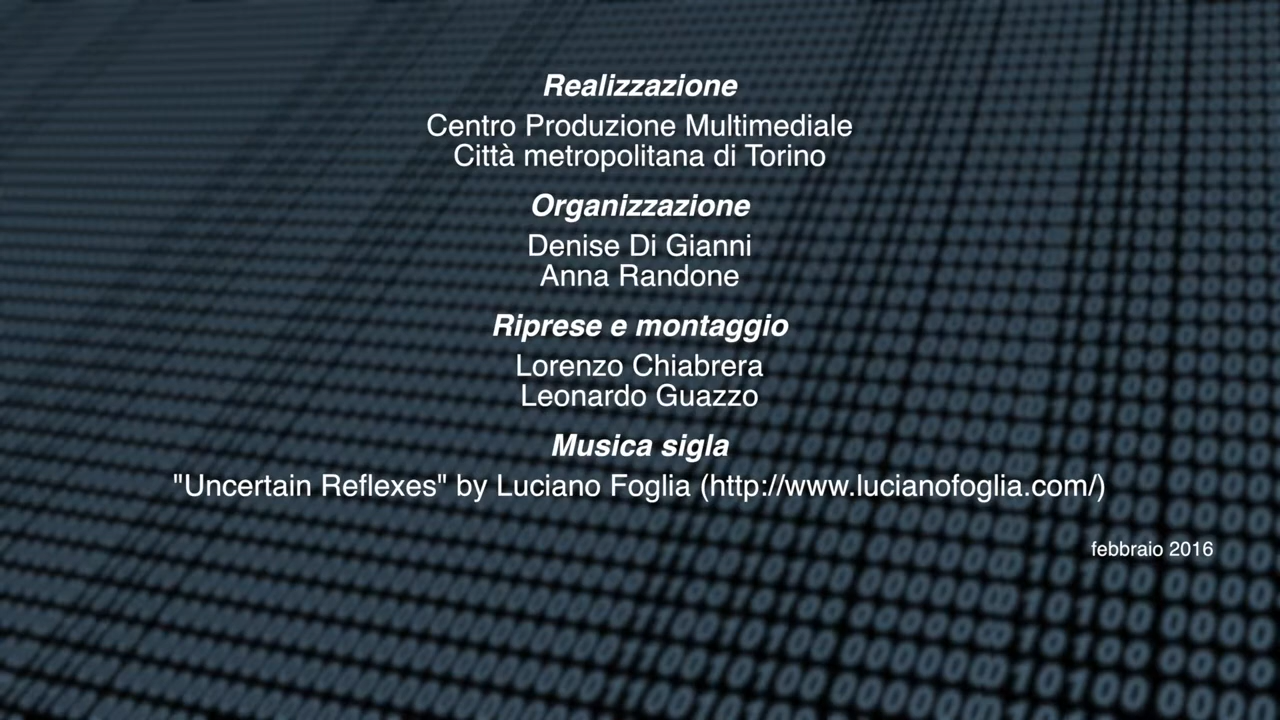 Realizzazione
Centro Produzione Multimediale
Città metropolitana di Torino
Organizzazione
Denise Di Gianni
Anna Randone
Riprese e montaggio
Lorenzo Chiabrera
Leonardo Guazzo
Musica sigla
"Uncertain Reflexes" by Luciano Foglia (http://www.lucianofoglia.com/)
febbraio 2016